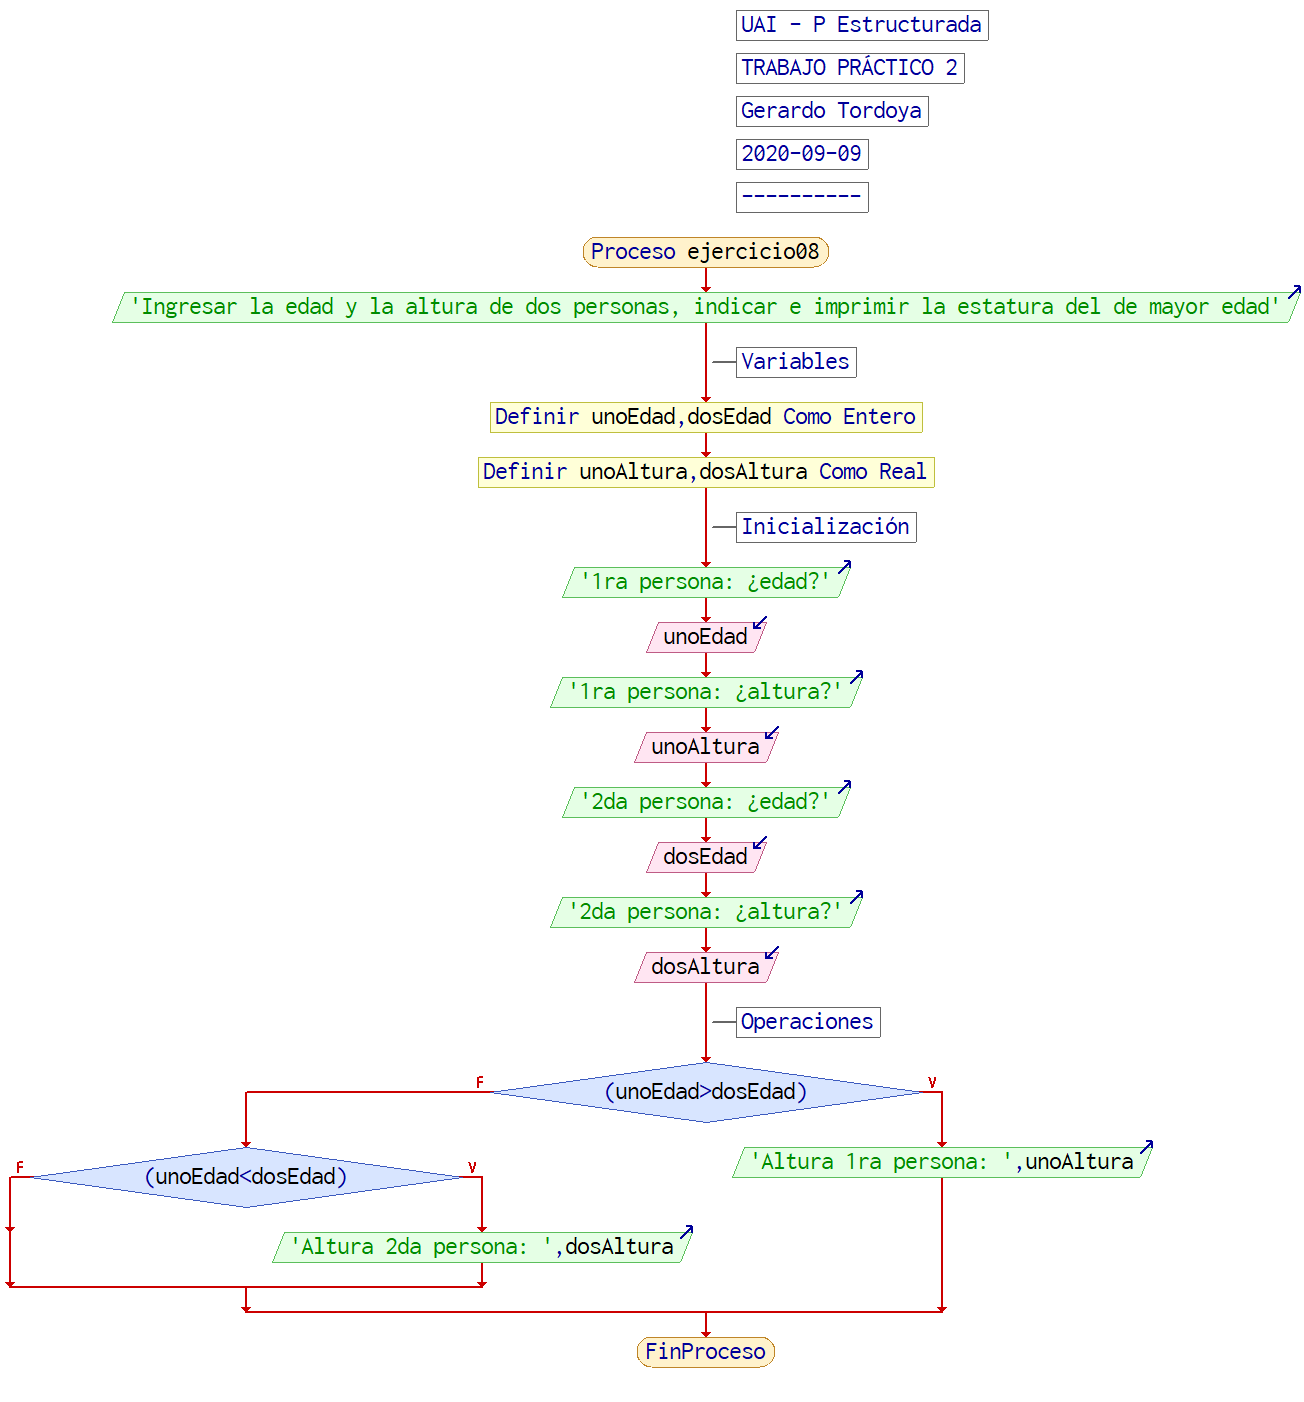 UAI - P Estructurada
TRABAJO PRÁCTICO 2
Gerardo Tordoya
2020-09-09
----------
Proceso ejercicio08
'Ingresar la edad y la altura de dos personas, indicar e imprimir la estatura del de mayor edad'
Variables
Definir unoEdad,dosEdad Como Entero
Definir unoAltura,dosAltura Como Real
Inicialización
'1ra persona: ¿edad?'
unoEdad
'1ra persona: ¿altura?'
unoAltura
'2da persona: ¿edad?'
dosEdad
'2da persona: ¿altura?'
dosAltura
Operaciones
F
(unoEdad>dosEdad)
V
F
(unoEdad<dosEdad)
V
'Altura 1ra persona: ',unoAltura
'Altura 2da persona: ',dosAltura
FinProceso